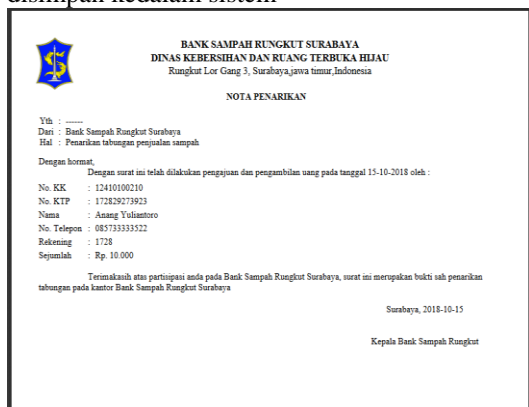 disimpan kedalam sistem
BANK SAMPAH RUNGKUT SURABAYA
DINAS KEBERSIHAN DAN RUANG TERBUKA HIJAU
Rungkut Lor Gang 3, Surabaya,jawa timur,Indonesia
NOTA PENARIKAN
Yth : ------
Dari : Bank Sampah Rungkut Surabaya
Hal : Penarikan tabungan penjualan sampah
Dengan hormat,
Dengan surat ini telah dilakukan pengajuan dan pengambilan uang pada tanggal 15-10-2018 oleh :
No. KK : 12410100210
No. KTP : 172829273923
Nama : Anang Yuliantoro
No. Telepon : 085733333522
Rekening : 1728
Sejumlah : Rp. 10.000
Terimakasih atas partisipasi anda pada Bank Sampah Rungkut Surabaya, surat ini merupakan bukti sah penarikan
tabungan pada kantor Bank Sampah Rungkut Surabaya
Surabaya, 2018-10-15
Kepala Bank Sampah Rungkut